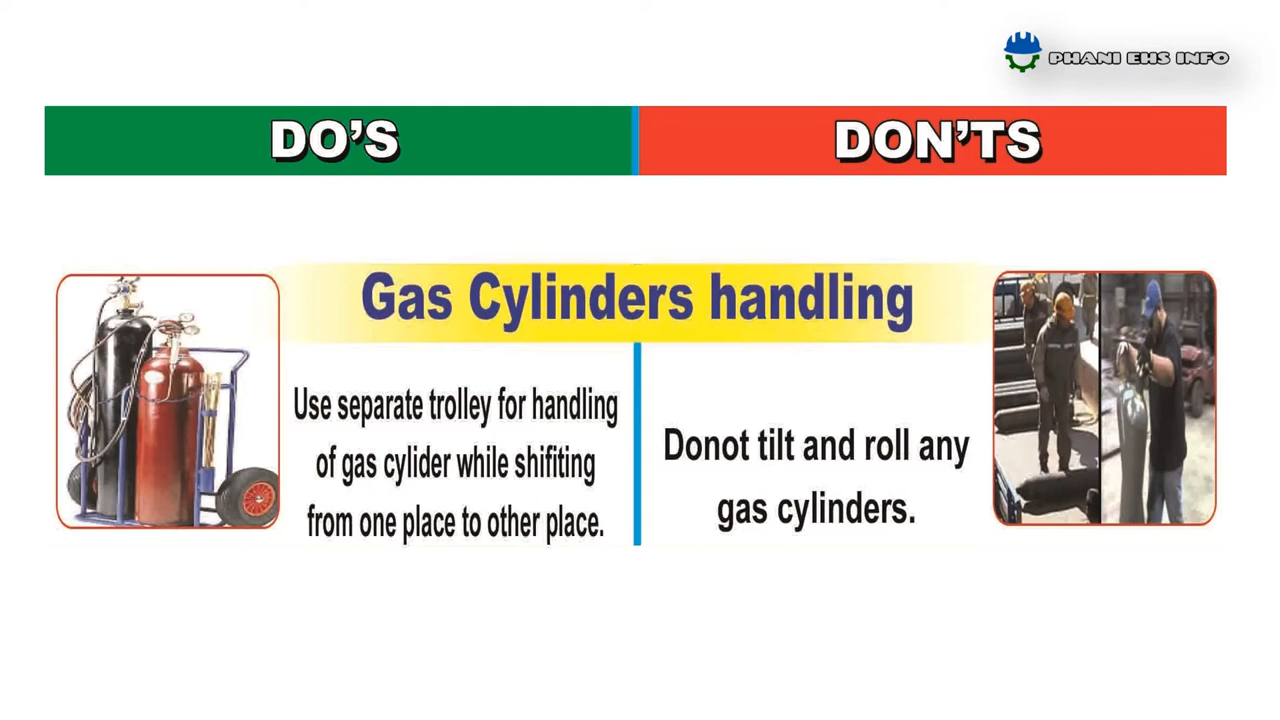 PHANI EHS INFO
DO'S
DON'TS
Gas Cylinders handling
Use separate trolley for handling
of gas cylider while shifiting
from one place to other place.
Donot tilt and roll any
gas cylinders.